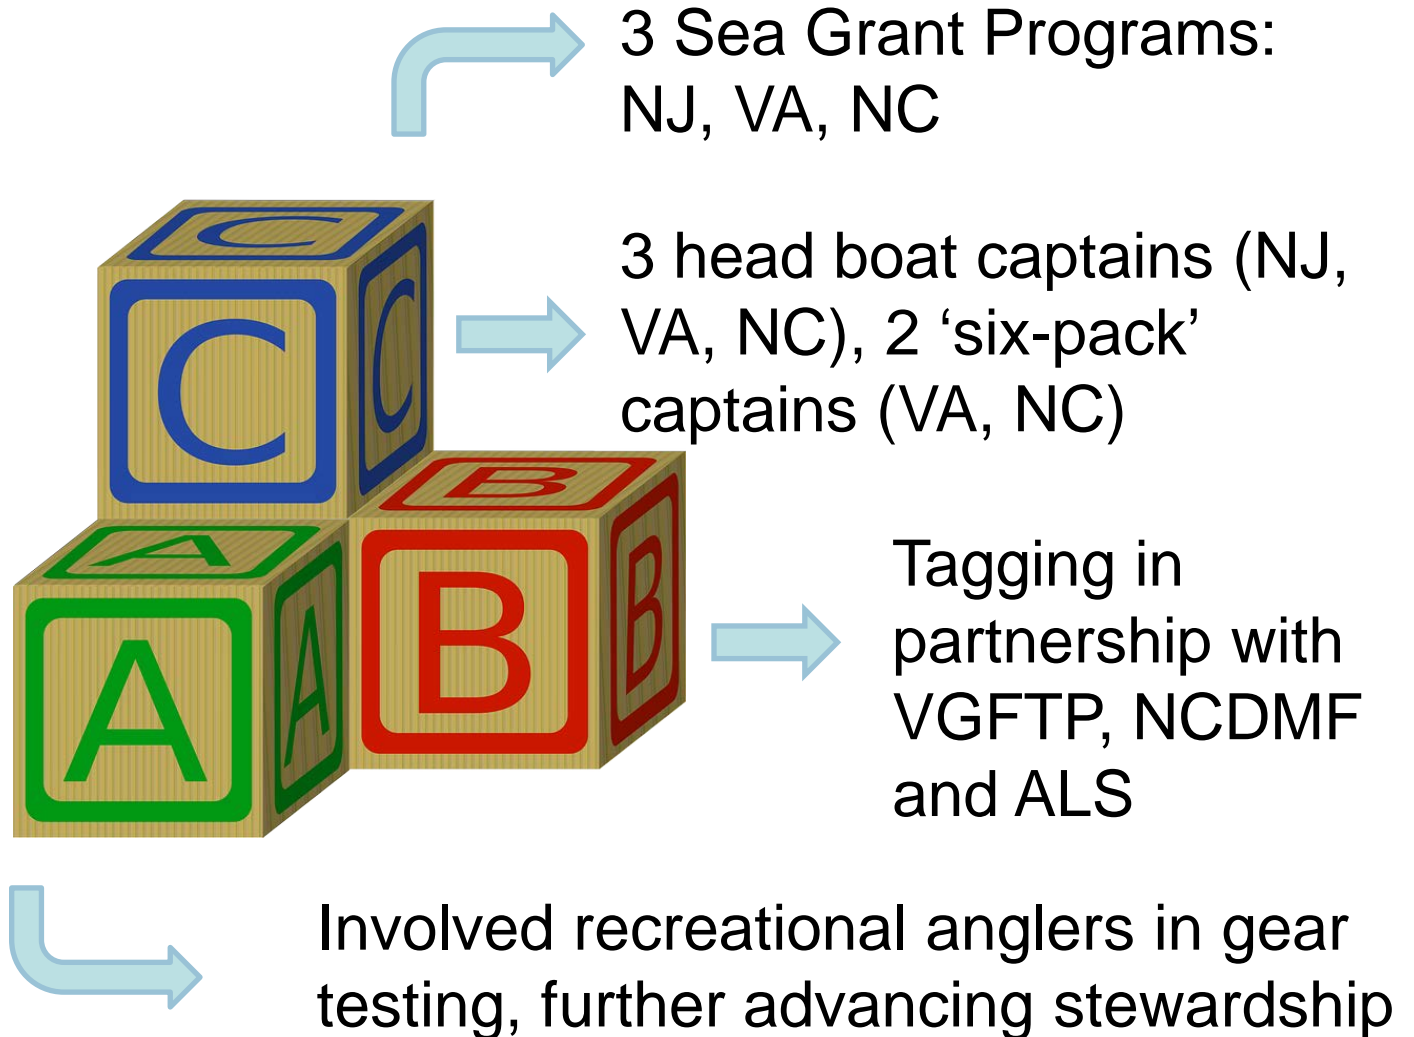 3 Sea Grant Programs:
NJ, VA, NC
3 head boat captains (NJ,
VA, NC), 2 ‘six-pack’
captains (VA, NC)
C
C
C
B
B
B
A
A
A
Tagging in
partnership with
VGFTP, NCDMF
and ALS
Involved recreational anglers in gear
testing, further advancing stewardship